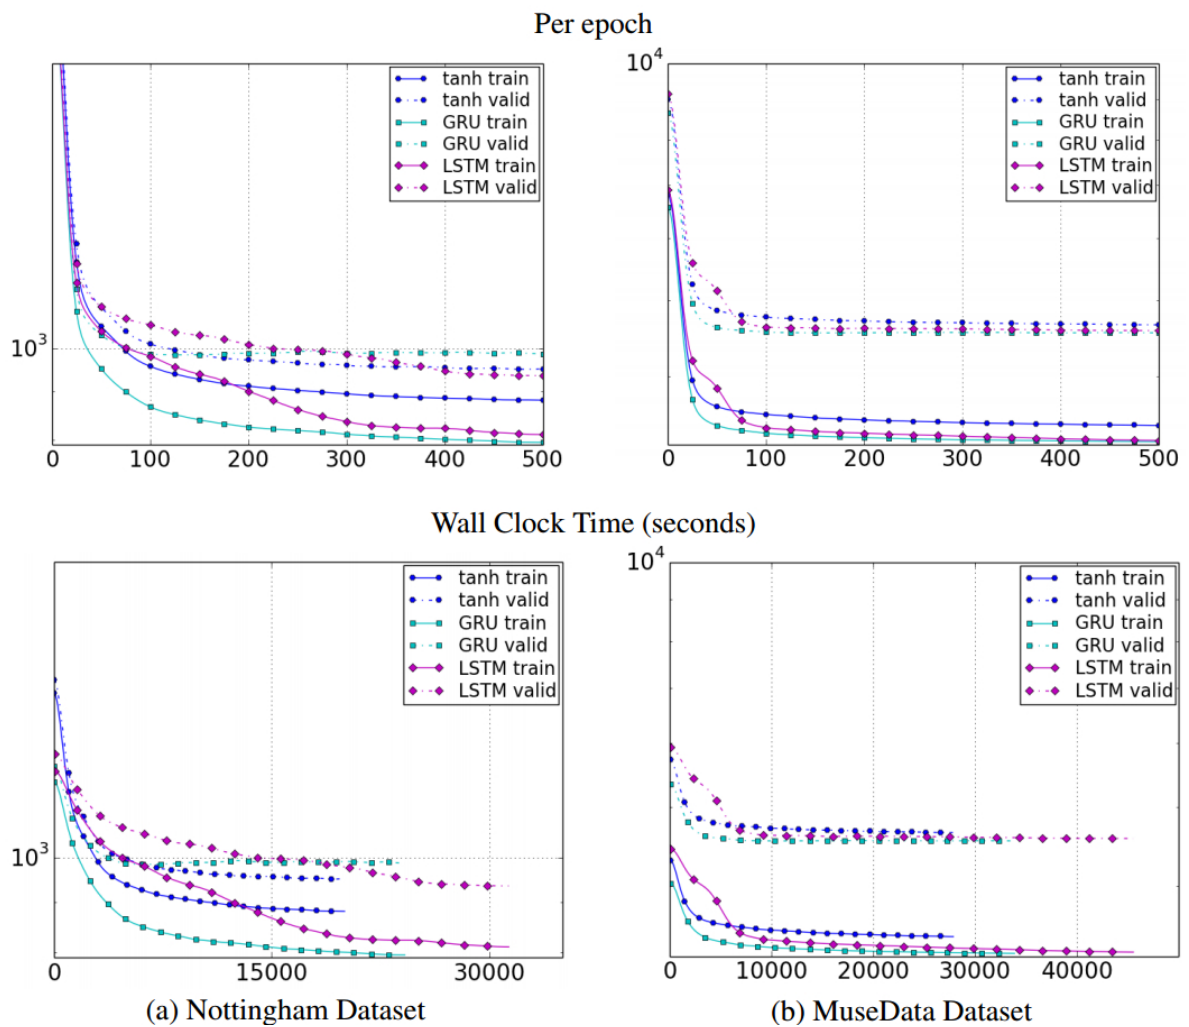 Per epoch
tanh train
tanh valid
GRU train
GRU valid
LSTM train
LSTM valid
10^3
0 100 200 300 400 500
10^4
tanh train
tanh valid
GRU train
GRU valid
LSTM train
LSTM valid
0 100 200 300 400 500
Wall Clock Time (seconds)
tanh train
tanh valid
GRU train
GRU valid
LSTM train
LSTM valid
10^3
0 15000 30000
(a) Nottingham Dataset
10^4
tanh train
tanh valid
GRU train
GRU valid
LSTM train
LSTM valid
0 10000 20000 30000 40000
(b) MuseData Dataset